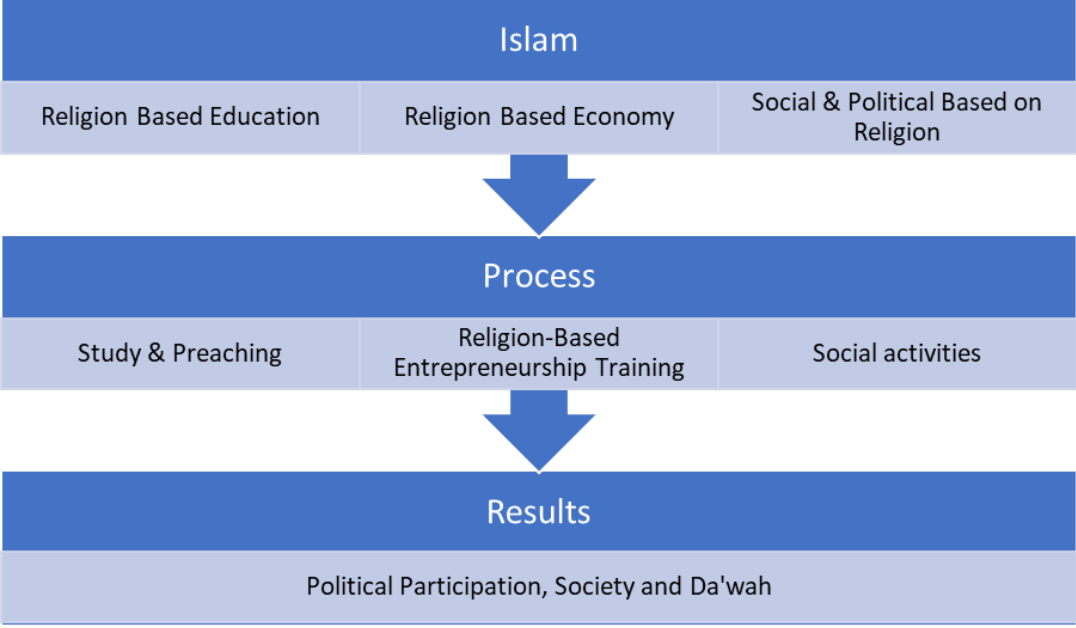 Islam
Religion Based Education
Religion Based Economy
Social & Political Based on
Religion
Process
Study & Preaching
Religion-Based
Entrepreneurship Training
Social activities
Results
Political Participation, Society and Da'wah